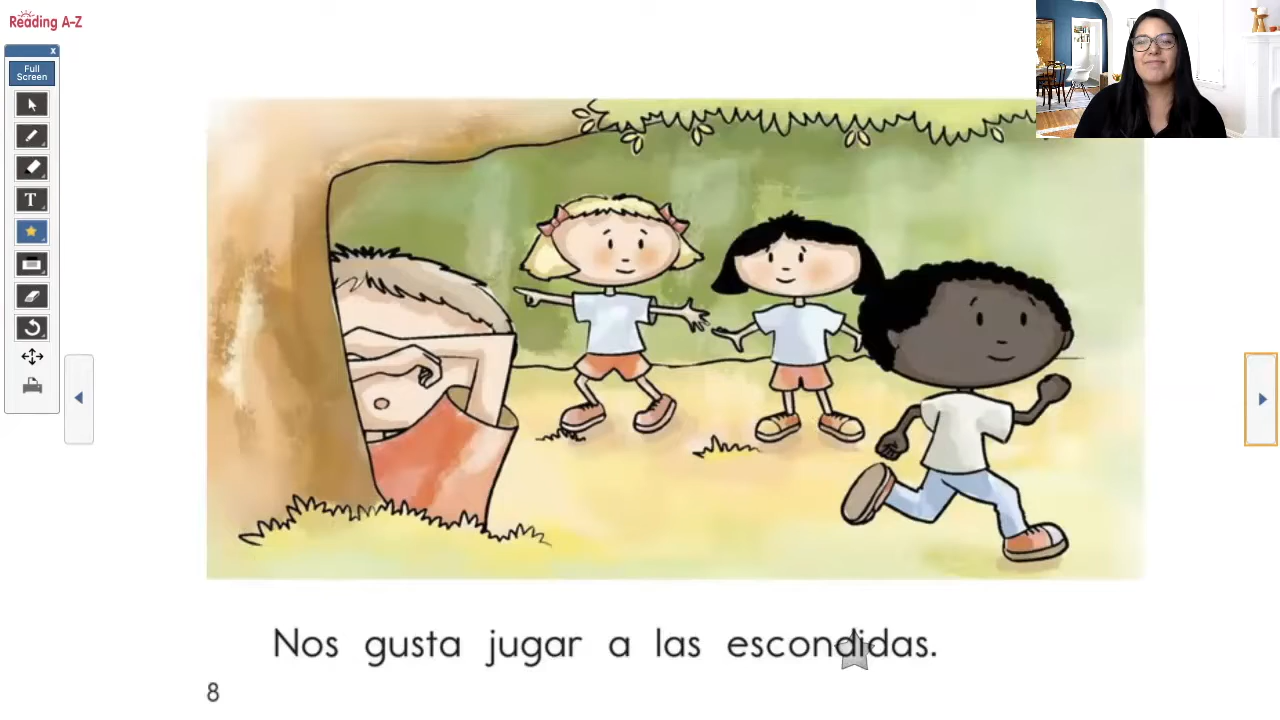 Reading A-Z
x
Full
Screen
T
Nos gusta jugar a las escondidas.
8